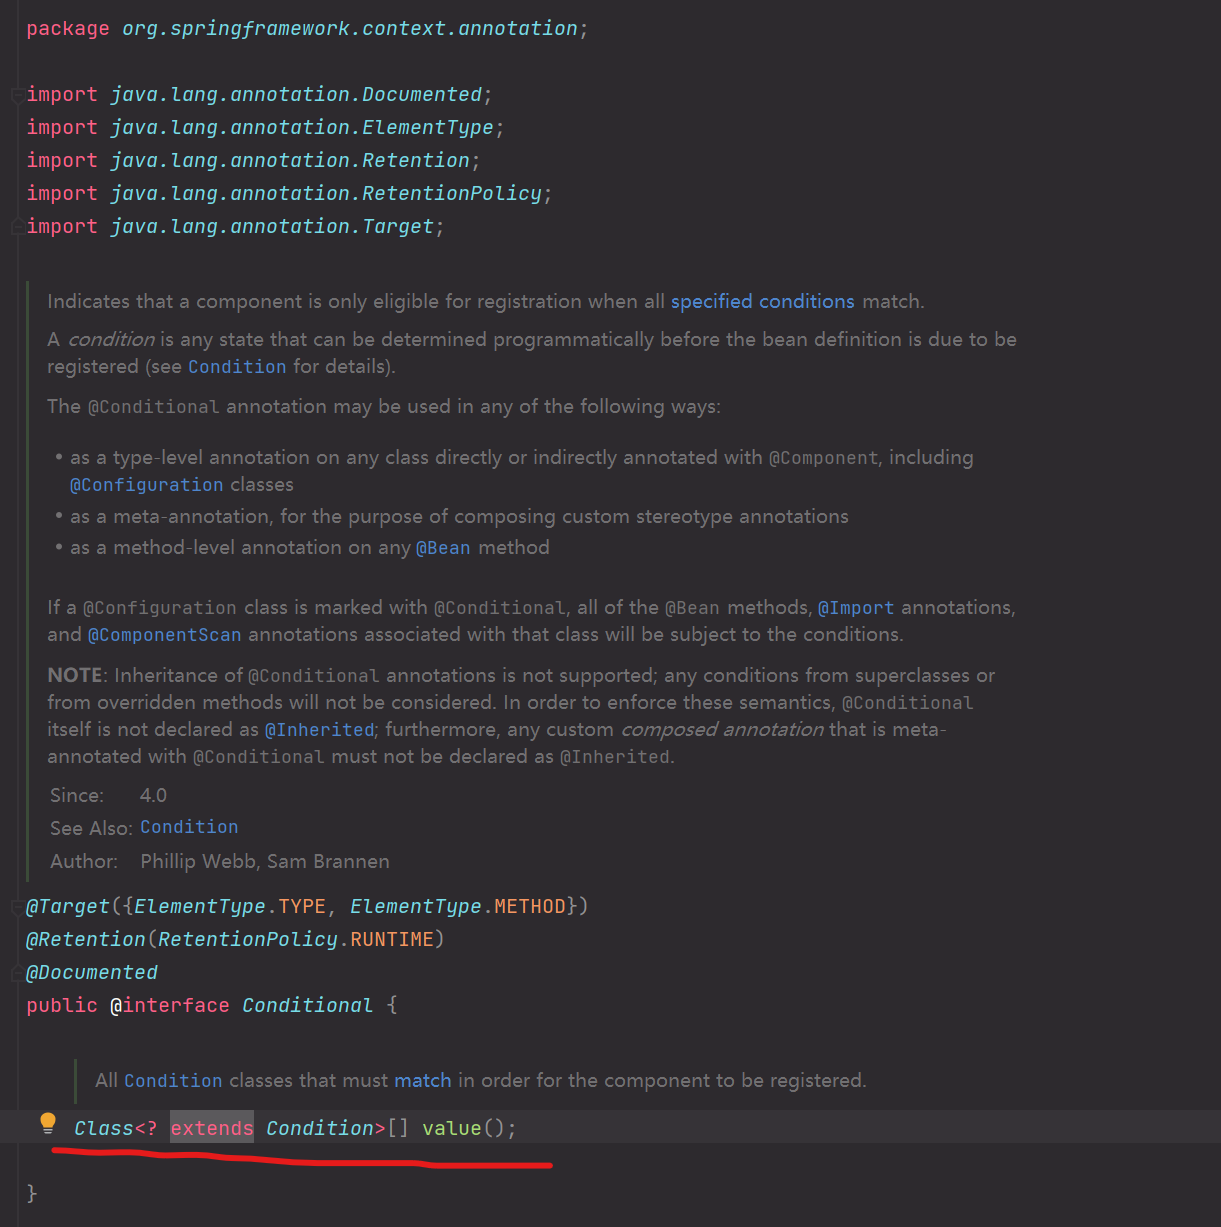 package org.springframework.context.annotation;
import java.lang.annotation.Documented;
import java.lang.annotation.ElementType;
import java.lang.annotation.Retention;
import java.lang.annotation.RetentionPolicy;
import java.lang.annotation.Target;
Indicates that a component is only eligible for registration when all specified conditions match.
A condition is any state that can be determined programmatically before the bean definition is due to be
registered (see Condition for details).
The @Conditional annotation may be used in any of the following ways:
• as a type-level annotation on any class directly or indirectly annotated with @Component, including
@Configuration classes
• as a meta-annotation, for the purpose of composing custom stereotype annotations
• as a method-level annotation on any @Bean method
If a @Configuration class is marked with @Conditional, all of the @Bean methods, @Import annotations,
and @ComponentScan annotations associated with that class will be subject to the conditions.
NOTE: Inheritance of @Conditional annotations is not supported; any conditions from superclasses or
from overridden methods will not be considered. In order to enforce these semantics, @Conditional
itself is not declared as @Inherited; furthermore, any custom composed annotation that is meta-
annotated with @Conditional must not be declared as @Inherited.
Since: 4.0
See Also: Condition
Author: Phillip Webb, Sam Brannen
@Target({ElementType.TYPE, ElementType.METHOD})
@Retention(RetentionPolicy.RUNTIME)
@Documented
public @interface Conditional {
All Condition classes that must match in order for the component to be registered.
Class<? extends Condition>[] value();
}